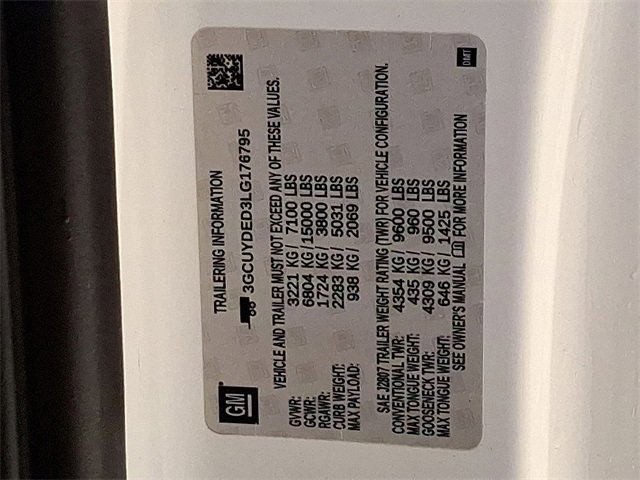 GM
TRAILERING INFORMATION
3GCUYDED3LG176795
VEHICLE AND TRAILER MUST NOT EXCEED ANY OF THESE VALUES.
GVWR: 3221 KG/ 7100 LBS
GCWR: 6804 KG/15000 LBS
RGAWR: 1724 KG/ 3800 LBS
CURB WEIGHT: 2283 KG/ 5031 LBS
MAX PAYLOAD: 938 KG/ 2069 LBS
SAE J2807 TRAILER WEIGHT RATING (TWR) FOR VEHICLE CONFIGURATION.
CONVENTIONAL TWR: 4354 KG/ 9600 LBS
MAX TONGUE WEIGHT: 435 KG/ 960 LBS
GOOSENECK TWR: 4309 KG/ 9500 LBS
MAX TONGUE WEIGHT: 646 KG/ 1425 LBS
SEE OWNER'S MANUAL FOR MORE INFORMATION
DMT